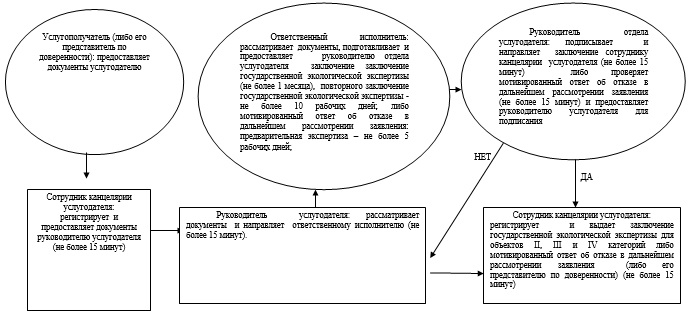 Услугополучатель (либо его
представитель по
доверенности): предоставляет
документы услугодателю
Ответственный исполнитель:
рассматривает документы, подготавливает и
предоставляет руководителю отдела
услугодателя заключение заключение
государственной экологической экспертизы
(не более 1 месяца), повторного заключение
государственной экологической экспертизы -
не более 10 рабочих дней; либо
мотивированный ответ об отказе в
дальнейшем рассмотрении заявления:
предварительная экспертиза – не более 5
рабочих дней;
Руководитель отдела
услугодателя: подписывает и
направляет заключение сотруднику
канцелярии услугодателя (не более 15
минут) либо проверяет
мотивированный ответ об отказе в
дальнейшем рассмотрении заявления
(не более 15 минут) и предоставляет
руководителю услугодателя для
подписания
НЕТ
ДА
Сотрудник канцелярии
услугодателя:
регистрирует и
предоставляет документы
руководителю услугодателя
(не более 15 минут)
Руководитель услугодателя: рассматривает
документы и направляет ответственному исполнителю (не
более 15 минут).
Сотрудник канцелярии услугодателя:
регистрирует и выдает заключение
государственной экологической экспертизы для
объектов II, III и IV категорий либо
мотивированный ответ об отказе в дальнейшем
рассмотрении заявления (либо его
представителю по доверенности) (не более 15
минут)